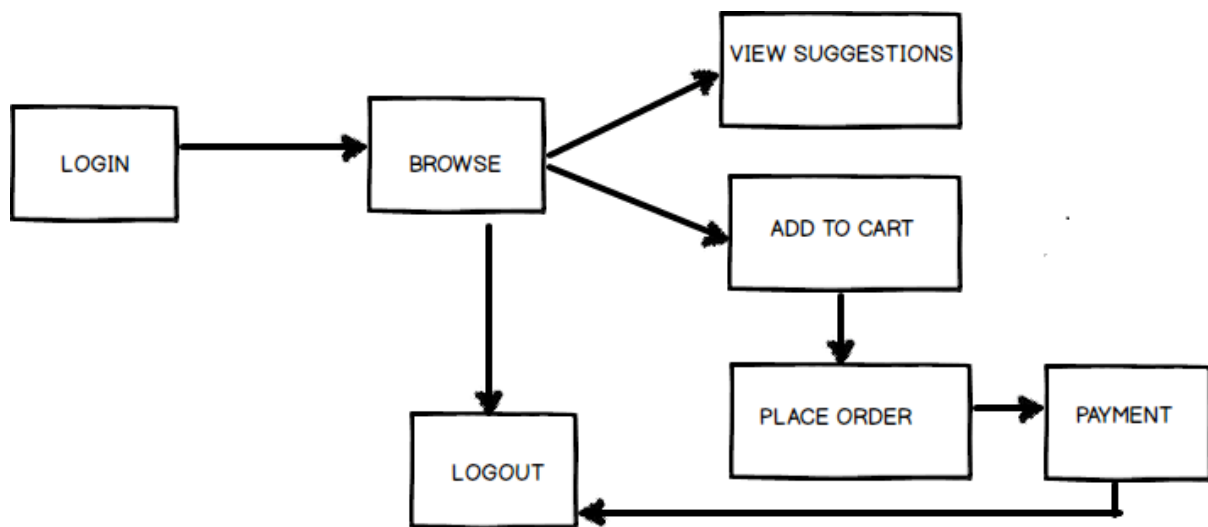 VIEW SUGGESTIONS
LOGIN
BROWSE
ADD TO CART
PLACE ORDER
PAYMENT
LOGOUT